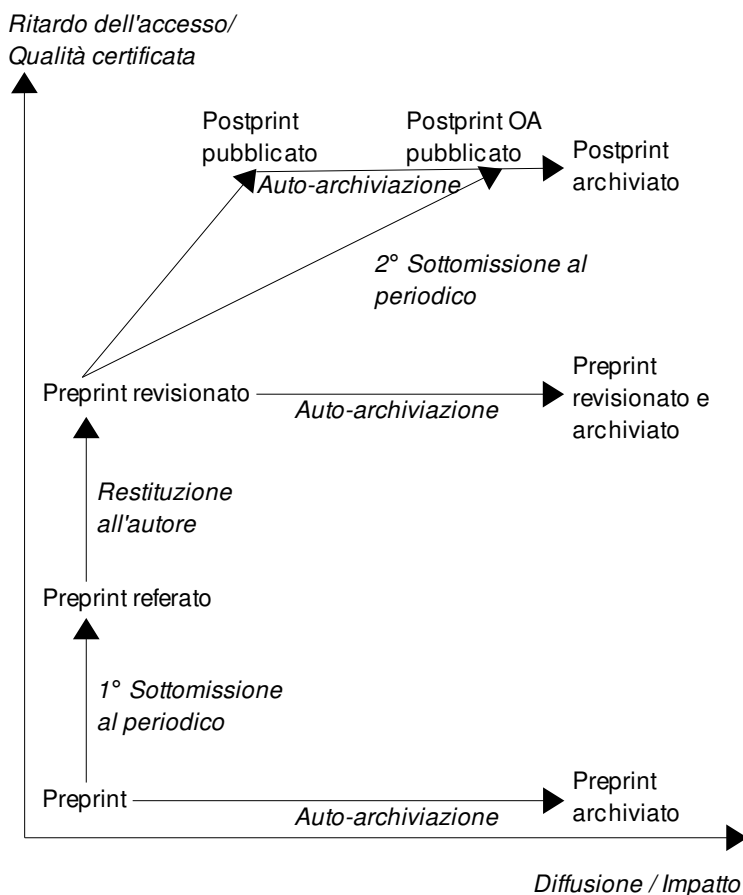 Ritardo dell'accesso/
Qualità certificata
Postprint
pubblicato
Postprint OA
pubblicato
Postprint
archiviato
Auto-archiviazione
2° Sottomissione al
periodico
Preprint revisionato
Auto-archiviazione
Preprint
revisionato e
archiviato
Restituzione
all'autore
Preprint referato
1° Sottomissione
al periodico
Preprint
Auto-archiviazione
Preprint
archiviato
Diffusione / Impatto